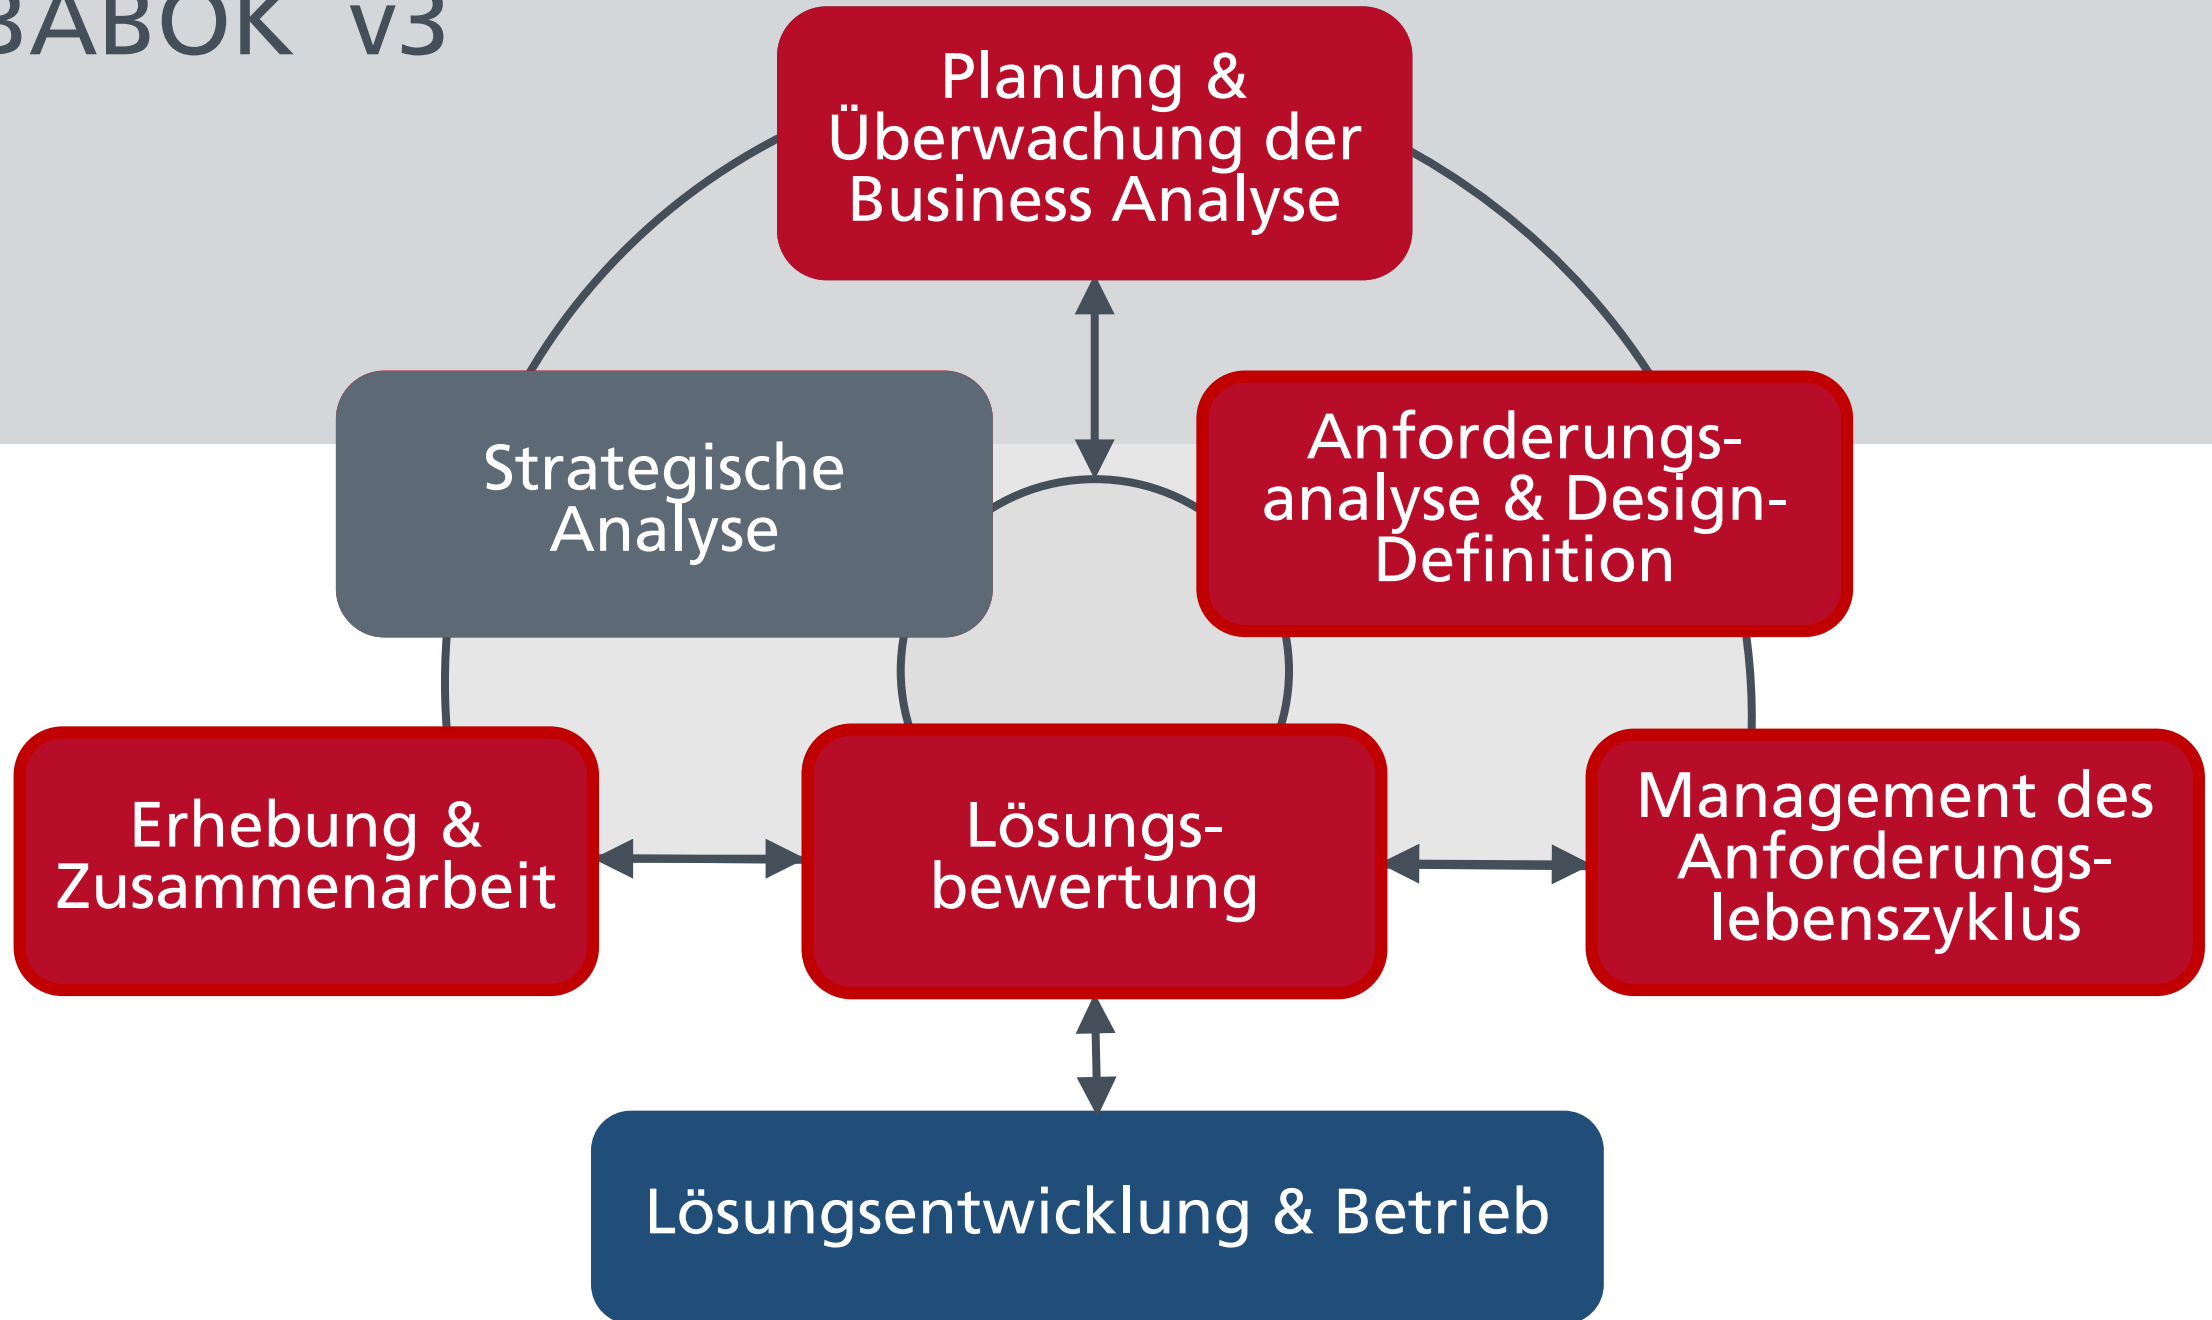 BABOK v3
Planung &
Überwachung der
Business Analyse
Strategische
Analyse
Anforderungs-
analyse & Design-
Definition
Erhebung &
Zusammenarbeit
Lösungs-
bewertung
Management des
Anforderungs-
lebenszyklus
Lösungsentwicklung & Betrieb